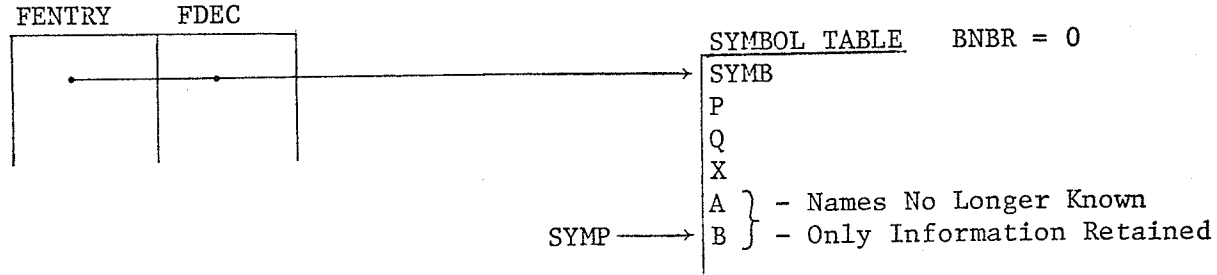 FENTRY FDEC
SYMBOL TABLE BNBR = 0
SYMB
P
Q
X
A - Names No Longer Known
SYMP B - Only Information Retained